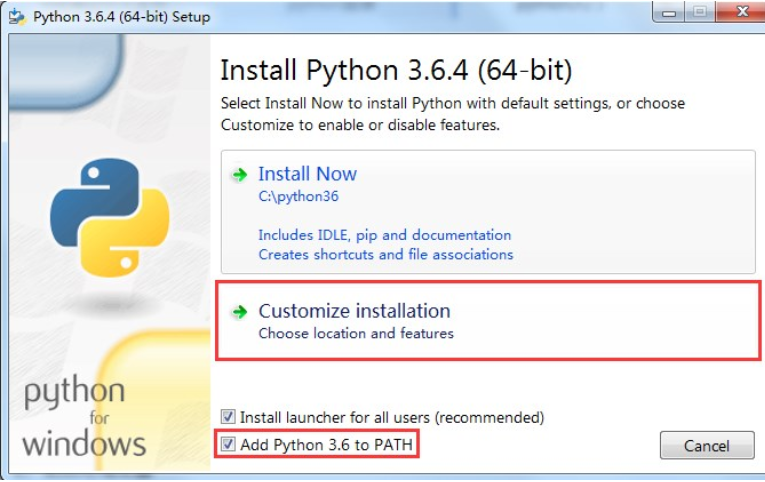 Python 3.6.4 (64-bit) Setup
Install Python 3.6.4 (64-bit)
Select Install Now to install Python with default settings, or choose
Customize to enable or disable features.
Install Now
C:\python36
Includes IDLE, pip and documentation
Creates shortcuts and file associations
Customize installation
Choose location and features
python
for
windows
Install launcher for all users (recommended)
Add Python 3.6 to PATH
Cancel